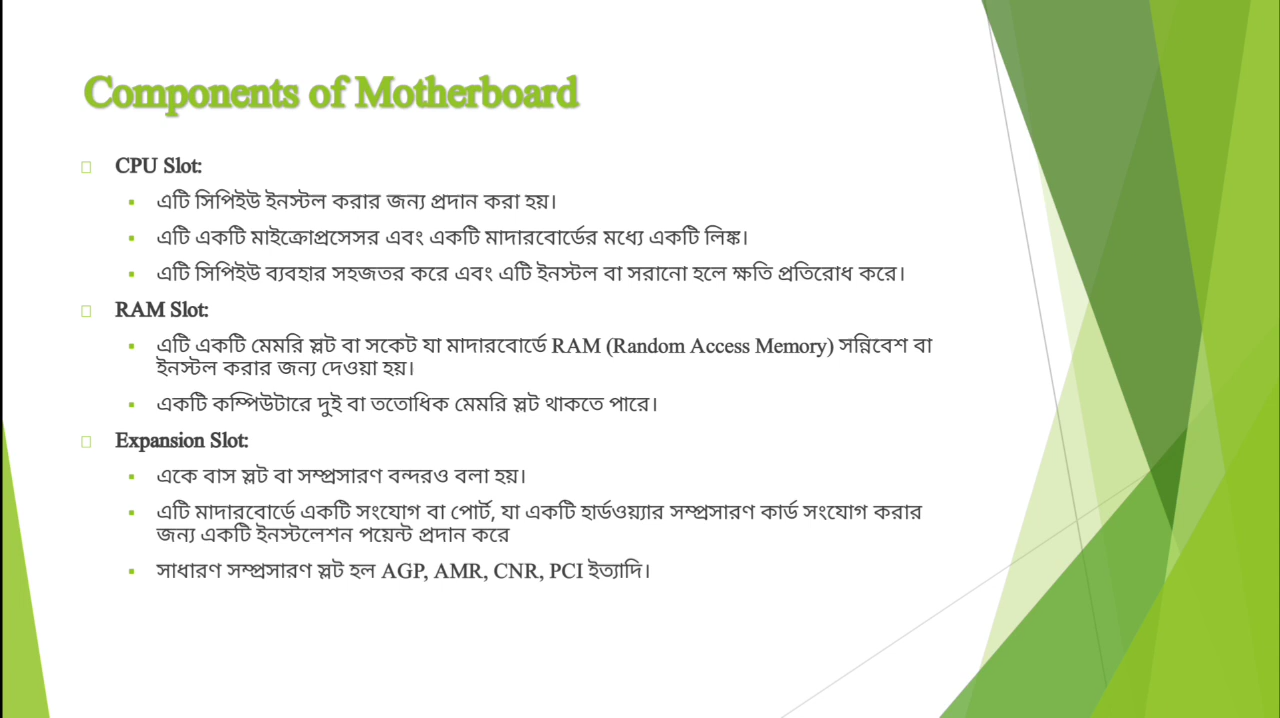 Components of Motherboard
CPU Slot:
এটি সিপিইউ ইনস্টল করার জন্য প্রদান করা হয়।
এটি একটি মাইক্রোপ্রসেসর এবং একটি মাদারবোর্ডের মধ্যে একটি লিঙ্ক।
এটি সিপিইউ ব্যবহার সহজতর করে এবং এটি ইনস্টল বা সরানো হলে ক্ষতি প্রতিরোধ করে।
RAM Slot:
এটি একটি মেমরি স্লট বা সকেট যা মাদারবোর্ডে RAM (Random Access Memory) সন্নিবেশ বা
ইনস্টল করার জন্য দেওয়া হয়।
একটি কম্পিউটারে দুই বা ততোধিক মেমরি স্লট থাকতে পারে।
Expansion Slot:
একে বাস স্লট বা সম্প্রসারণ বন্দরও বলা হয়।
এটি মাদারবোর্ডে একটি সংযোগ বা পোর্ট, যা একটি হার্ডওয়্যার সম্প্রসারণ কার্ড সংযোগ করার
জন্য একটি ইনস্টলেশন পয়েন্ট প্রদান করে
সাধারণ সম্প্রসারণ স্লট হল AGP, AMR, CNR, PCI ইত্যাদি।